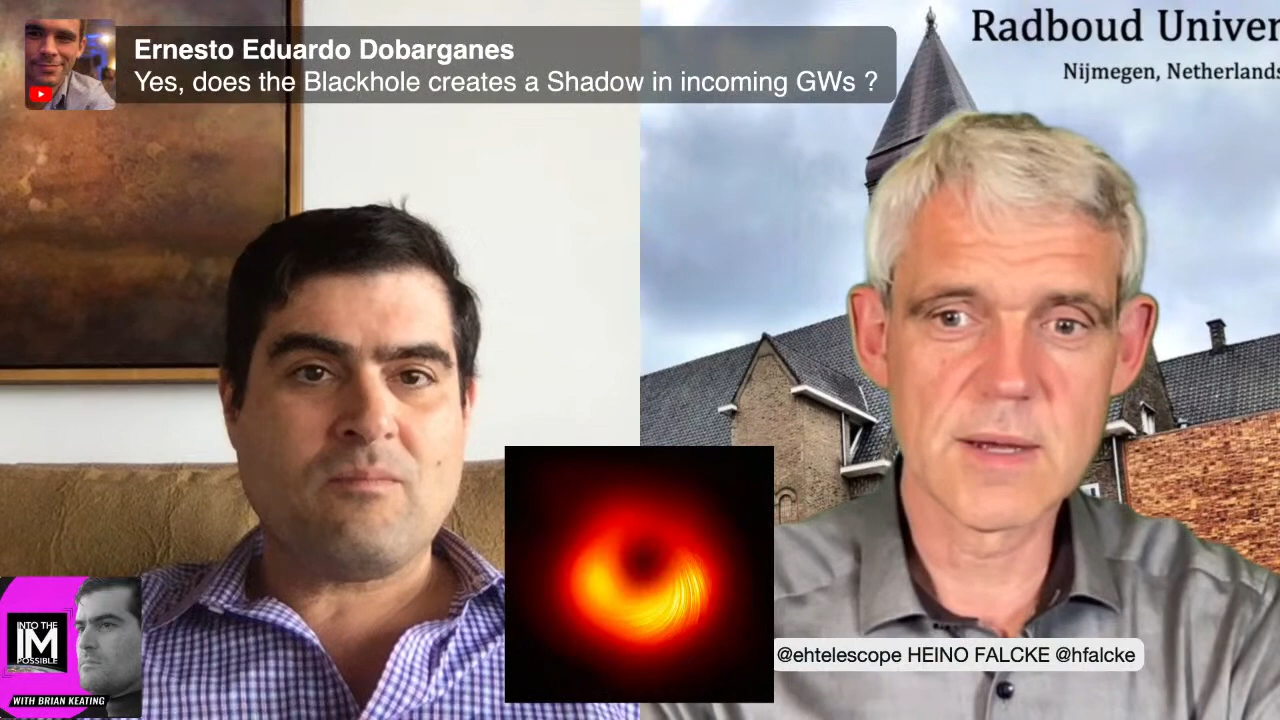 Ernesto Eduardo Dobarganes
Yes, does the Blackhole creates a Shadow in incoming GWs ?
Radboud Univer
Nijmegen, Netherlands
@ehtelescope HEINO FALCKE @hfalcke
INTO THE
IM
POSSIBLE
WITH BRIAN KEATING